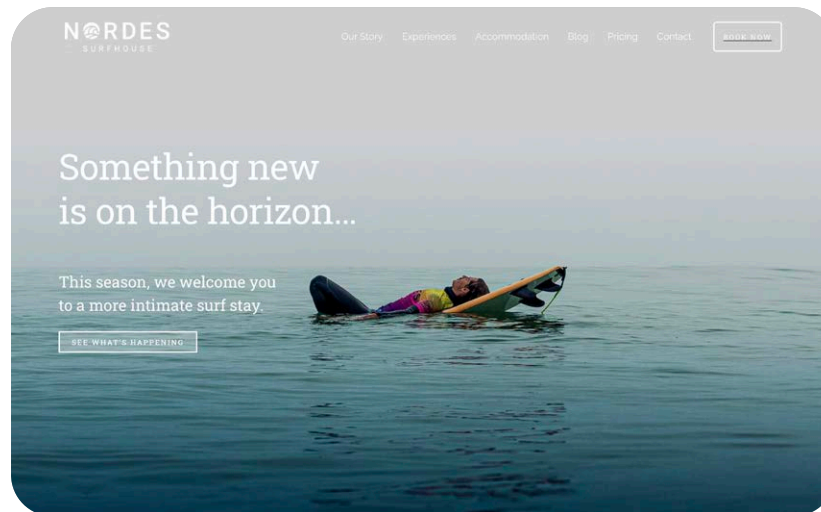 NORDES
SURFHOUSE
Our Story Experiences Accommodation Blog Pricing Contact BOOK NOW
Something new
is on the horizon...
This season, we welcome you
to a more intimate surf stay.
SEE WHAT'S HAPPENING